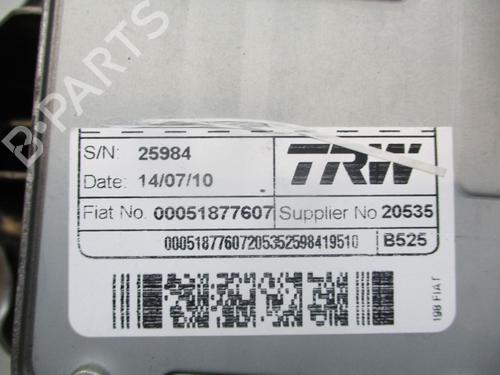 B-PARTS
S/N: 25984
TRW
Date: 14/07/10
Fiat No. 00051877607 Supplier No 20535
00051877607205352598419510 B525
198 FIAT